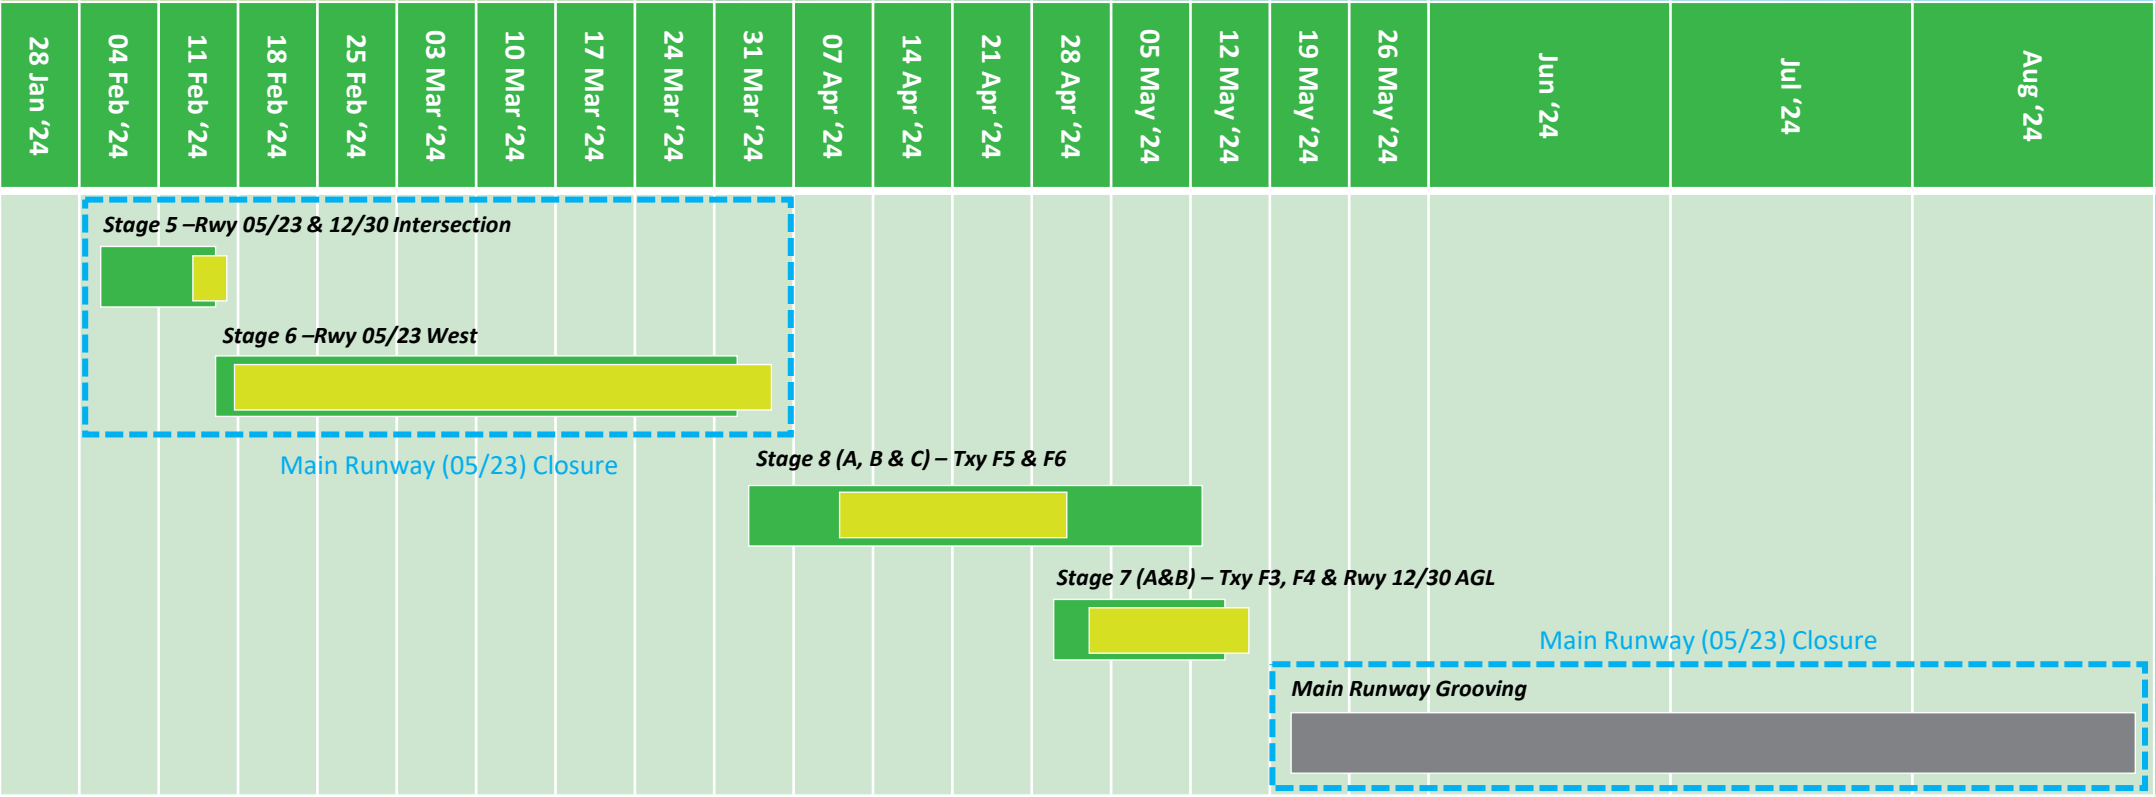 28 Jan ‘24
04 Feb ‘24
11 Feb ‘24
18 Feb ‘24
25 Feb ‘24
03 Mar ‘24
10 Mar ‘24
17 Mar ‘24
24 Mar ‘24
31 Mar ‘24
07 Apr ‘24
14 Apr ‘24
21 Apr ‘24
28 Apr ‘24
05 May ‘24
12 May ‘24
19 May ‘24
26 May ‘24
Jun ‘24
Jul ‘24
Aug ‘24
Stage 5 –Rwy 05/23 & 12/30 Intersection
Stage 6 –Rwy 05/23 West
Main Runway (05/23) Closure
Stage 8 (A, B & C) – Txy F5 & F6
Stage 7 (A&B) – Txy F3, F4 & Rwy 12/30 AGL
Main Runway (05/23) Closure
Main Runway Grooving